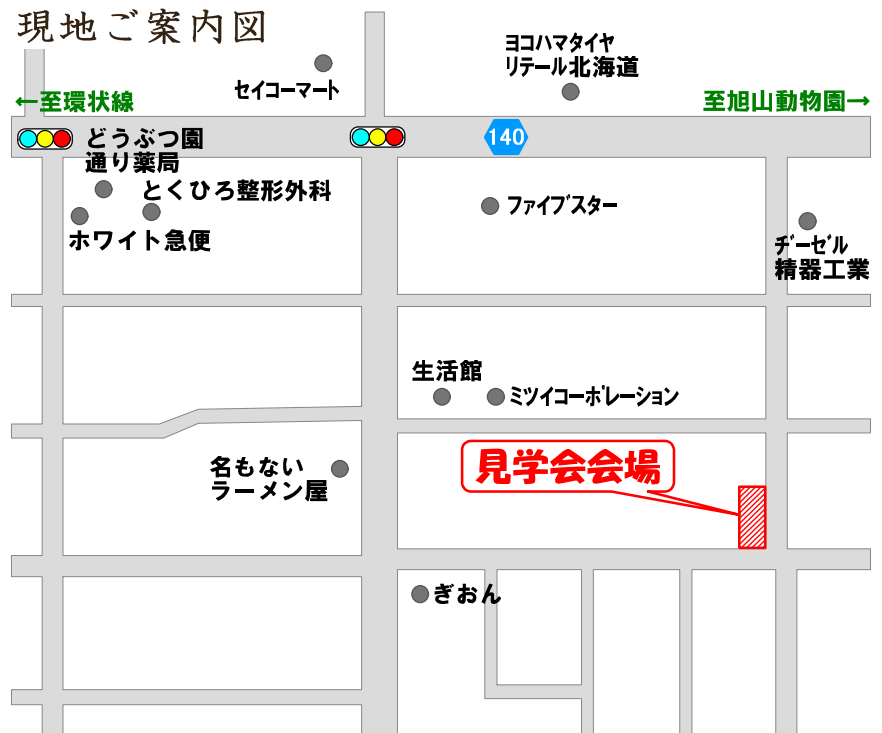 現地ご案内図
ヨコハマタイヤ
リテール北海道
セイコーマート
←至環状線
至旭山動物園→
140
どうぶつ園
通り薬局
とくひろ整形外科
ホワイト急便
ファイブスター
ヂーゼル
精器工業
生活館
ミツイコーポレーション
名もない
ラーメン屋
見学会会場
ぎおん